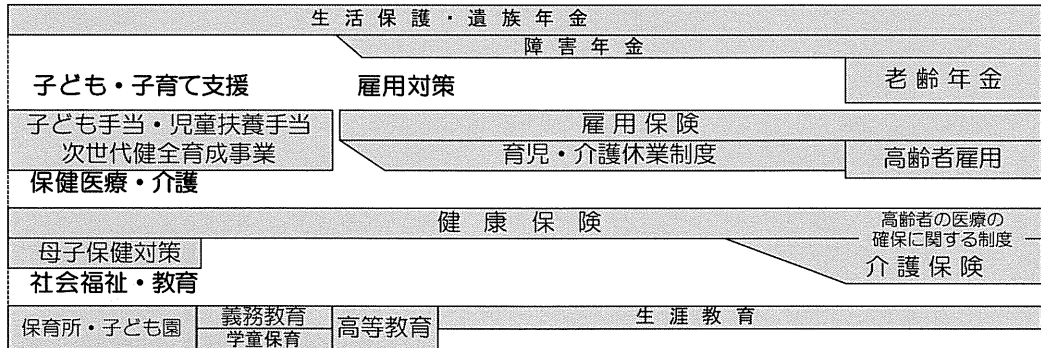 生活保護・遺族年金
障害年金
子ども・子育て支援
雇用対策
老齢年金
子ども手当・児童扶養手当
次世代健全育成事業
雇用保険
育児・介護休業制度
高齢者雇用
保健医療・介護
健康保険
高齢者の医療の
確保に関する制度
母子保健対策
介護保険
社会福祉・教育
保育所・子ども園
義務教育
学童保育
高等教育
生涯教育